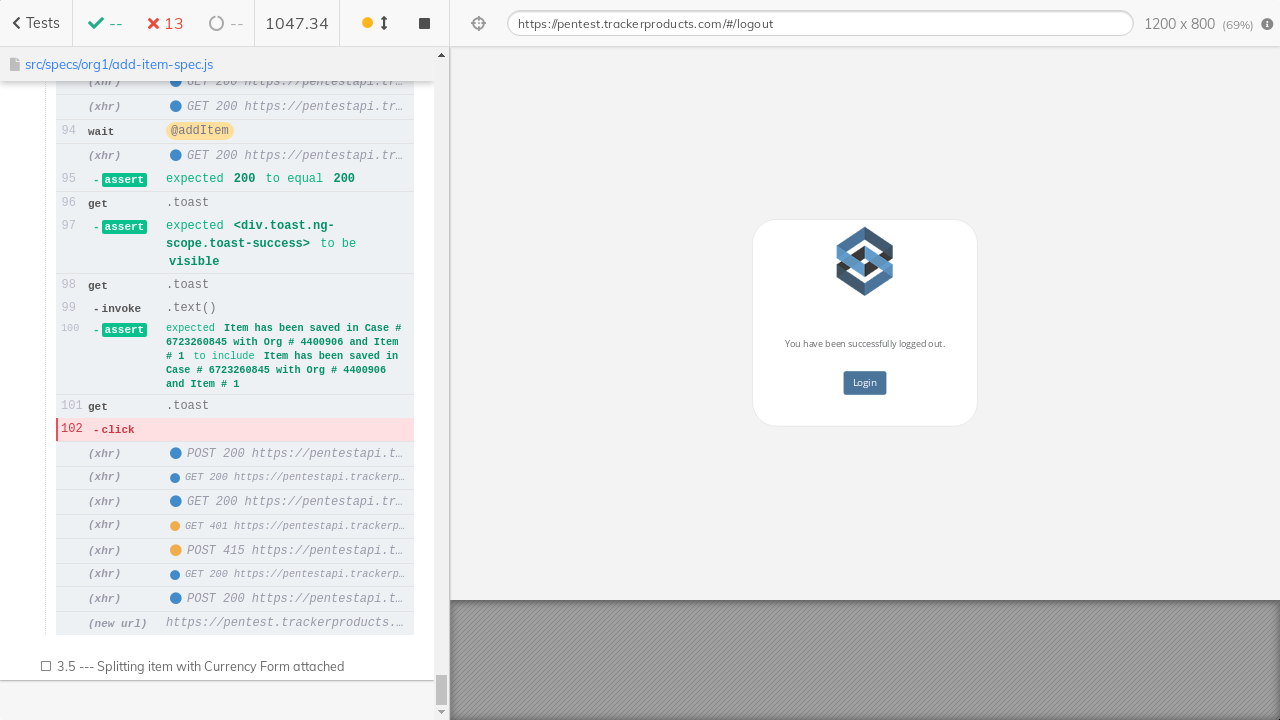 Tests
--
13
--
1047.34
https://pentest.trackerproducts.com/#/logout
1200 x 800 (69%)
src/specs/org1/add-item-spec.js
(xhr) GET 200 https://pentestapi.tr…
(xhr) GET 200 https://pentestapi.tr…
94 wait @addItem
(xhr) GET 200 https://pentestapi.tr…
95 -assert expected 200 to equal 200
96 get .toast
97 -assert expected <div.toast.ng-
scope.toast-success> to be
visible
98 get .toast
99 -invoke .text()
100 -assert expected Item has been saved in Case #
6723260845 with Org # 4400906 and Item
# 1 to include Item has been saved in
Case # 6723260845 with Org # 4400906
and Item # 1
101 get .toast
102 -click
(xhr) POST 200 https://pentestapi.t…
(xhr) GET 200 https://pentestapi.trackerp…
(xhr) GET 200 https://pentestapi.tr…
(xhr) GET 401 https://pentestapi.trackerp…
(xhr) POST 415 https://pentestapi.t…
(xhr) GET 200 https://pentestapi.trackerp…
(xhr) POST 200 https://pentestapi.t…
(new url) https://pentest.trackerproducts.…
3.5 --- Splitting item with Currency Form attached
You have been successfully logged out.
Login